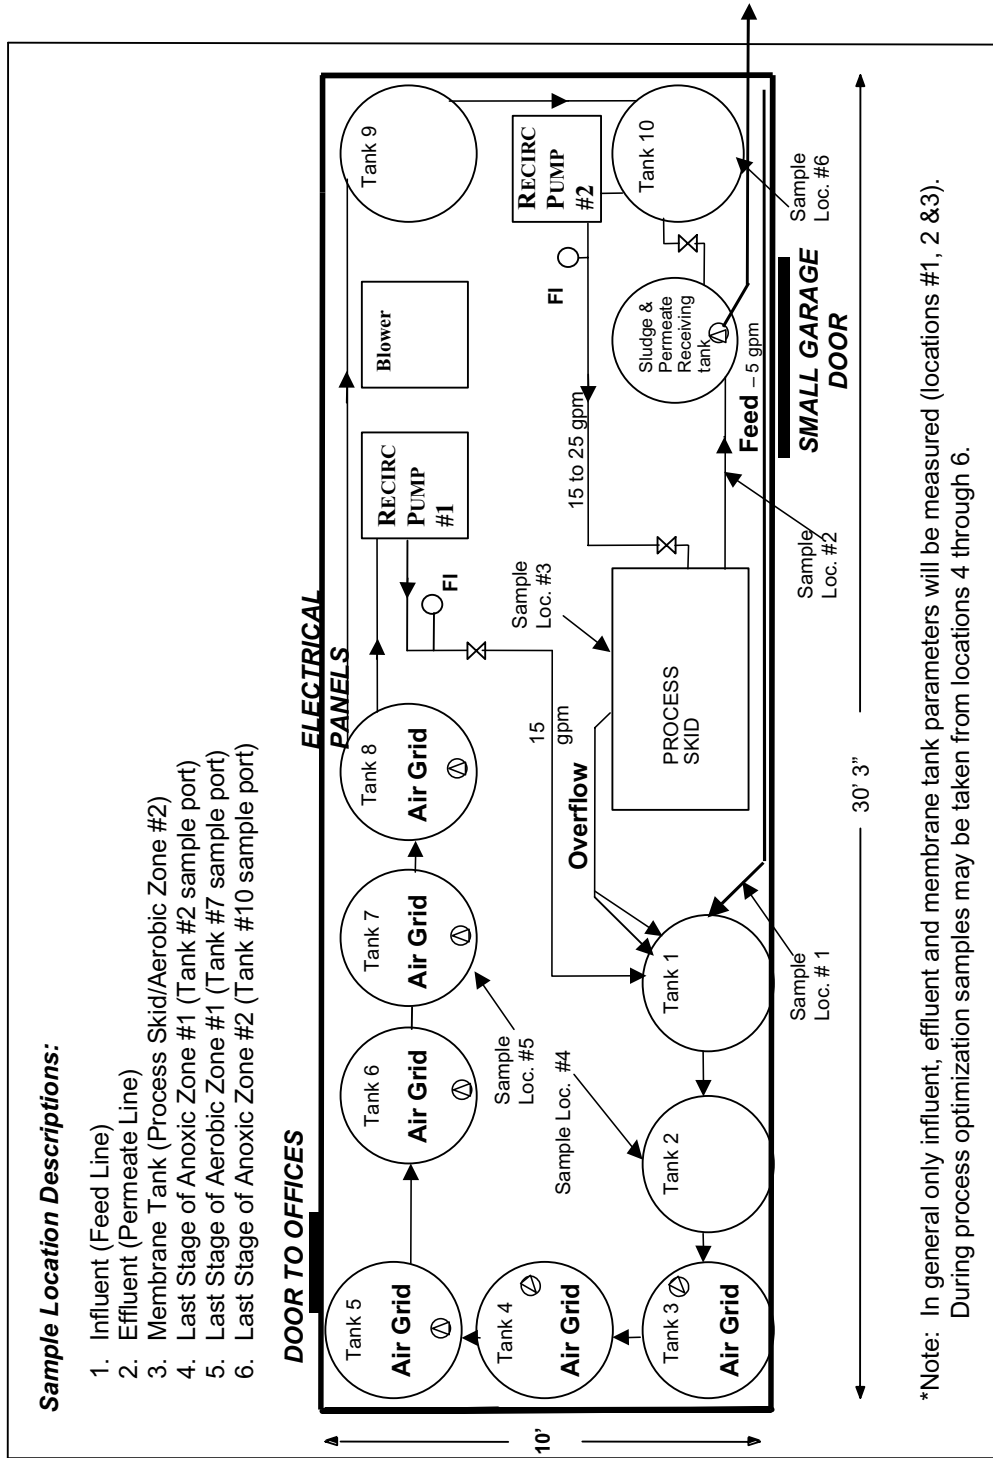 Sample Location Descriptions:
1. Influent (Feed Line)
2. Effluent (Permeate Line)
3. Membrane Tank (Process Skid/Aerobic Zone #2)
4. Last Stage of Anoxic Zone #1 (Tank #2 sample port)
5. Last Stage of Aerobic Zone #1 (Tank #7 sample port)
6. Last Stage of Anoxic Zone #2 (Tank #10 sample port)
DOOR TO OFFICES
ELECTRICAL
PANELS
Tank 5
Air Grid
Tank 6
Air Grid
Tank 7
Air Grid
Tank 8
Air Grid
RECIRC
PUMP
#1
Blower
Tank 9
FI
Tank 4
Air Grid
Sample Loc. #4
Sample
Loc. #5
Sample
Loc. #3
15
gpm
Overflow
15 to 25 gpm
FI
RECIRC
PUMP
#2
Tank 3
Air Grid
Tank 2
Tank 1
PROCESS
SKID
Sludge &
Permeate
Receiving
tank
Tank 10
Feed – 5 gpm
Sample
Loc. # 1
Sample
Loc. #2
SMALL GARAGE
DOOR
Sample
Loc. #6
10'
30' 3”
*Note: In general only influent, effluent and membrane tank parameters will be measured (locations #1, 2 &3).
During process optimization samples may be taken from locations 4 through 6.